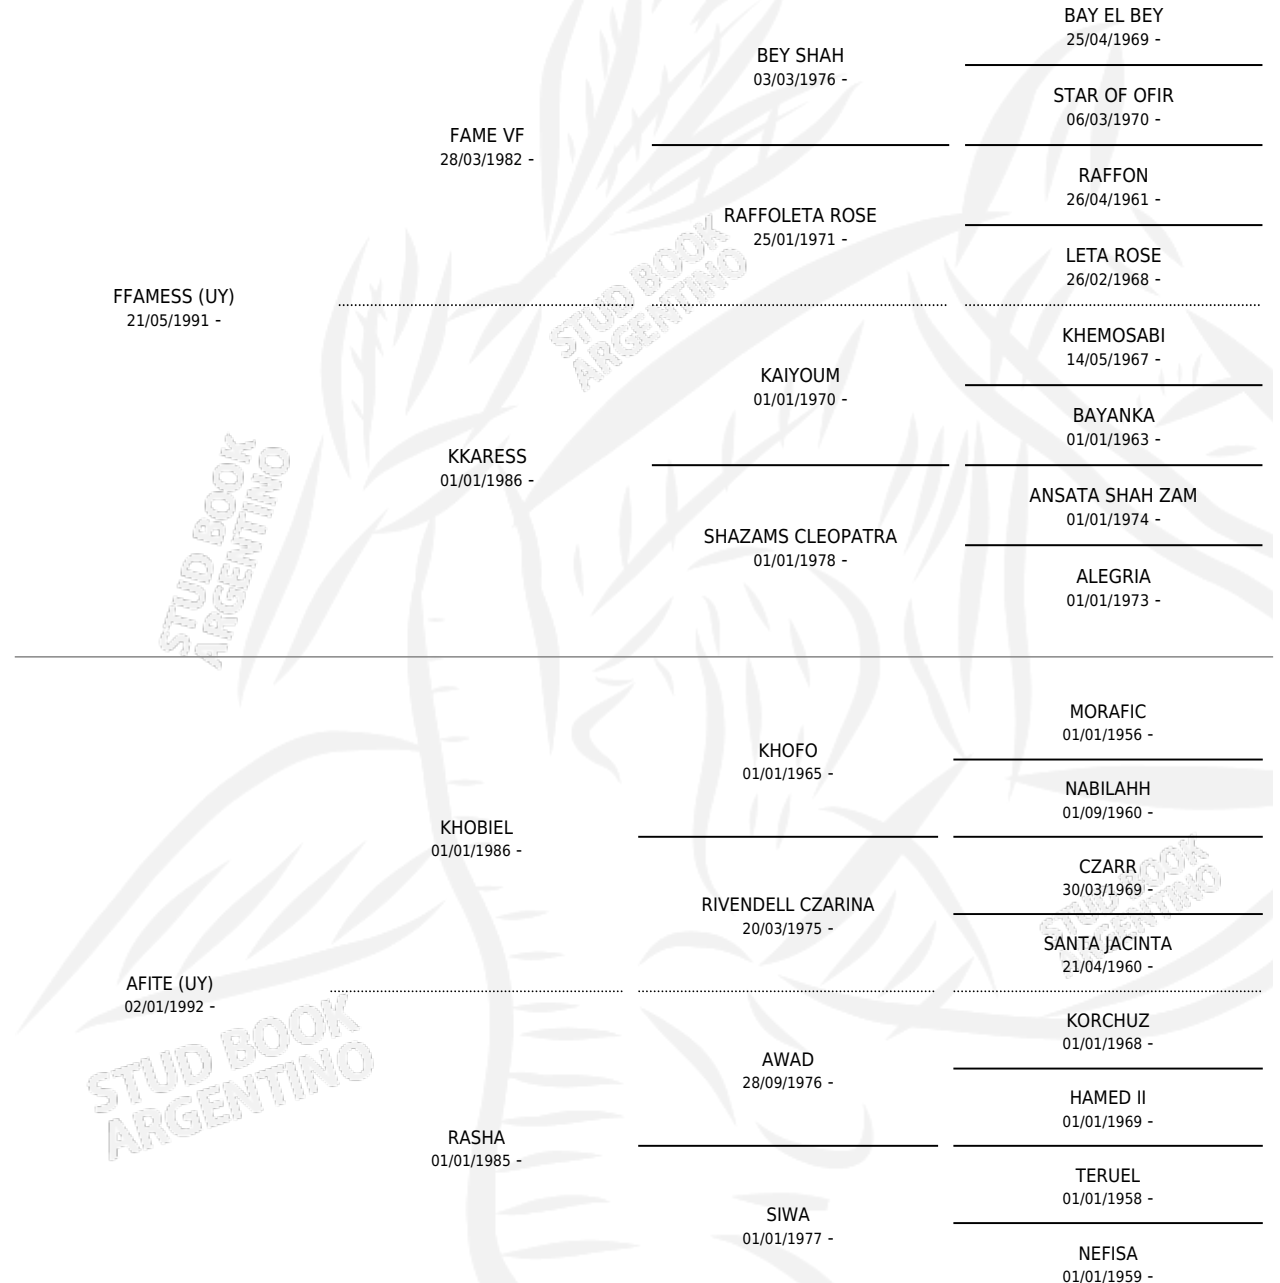 BAY EL BEY
25/04/1969 -
BEY SHAH
03/03/1976 -
STAR OF OFIR
06/03/1970 -
FAME VF
28/03/1982 -
RAFFON
26/04/1961 -
RAFFOLETA ROSE
25/01/1971 -
LETA ROSE
26/02/1968 -
FFAMESS (UY)
21/05/1991 -
KHEMOSABI
14/05/1967 -
KAIYOUM
01/01/1970 -
BAYANKA
01/01/1963 -
KKARESS
01/01/1986 -
ANSATA SHAH ZAM
01/01/1974 -
SHAZAMS CLEOPATRA
01/01/1978 -
ALEGRIA
01/01/1973 -
MORAFIC
01/01/1956 -
KHOFO
01/01/1965 -
NABILAHH
01/09/1960 -
KHOBIEL
01/01/1986 -
CZARR
30/03/1969 -
RIVENDELL CZARINA
20/03/1975 -
SANTA JACINTA
21/04/1960 -
AFITE (UY)
02/01/1992 -
KORCHUZ
01/01/1968 -
AWAD
28/09/1976 -
HAMED II
01/01/1969 -
RASHA
01/01/1985 -
TERUEL
01/01/1958 -
SIWA
01/01/1977 -
NEFISA
01/01/1959 -
STUD BOOK
ARGENTINO
STUD BOOK
ARGENTINO
STUD BOOK
ARGENTINO
STUD BOOK
ARGENTINO